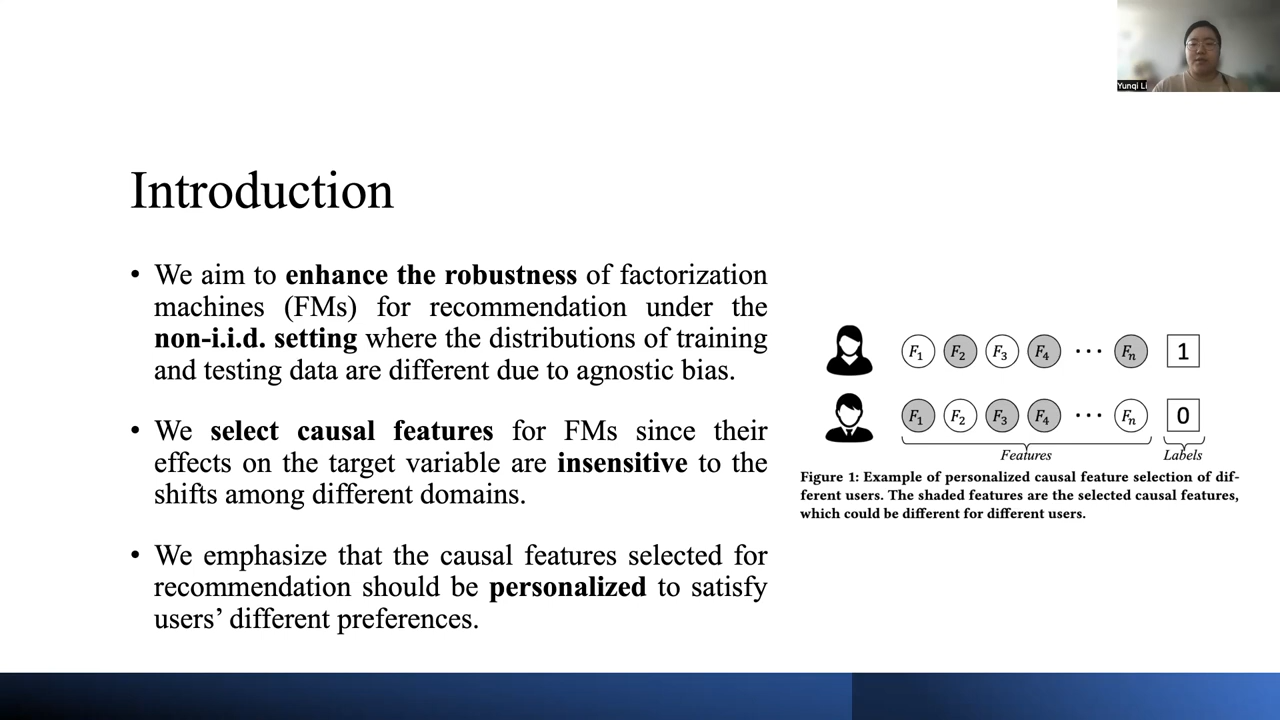 Yunqi Li
Introduction
• We aim to enhance the robustness of factorization
machines (FMs) for recommendation under the
non-i.i.d. setting where the distributions of training
and testing data are different due to agnostic bias.
• We select causal features for FMs since their
effects on the target variable are insensitive to the
shifts among different domains.
• We emphasize that the causal features selected for
recommendation should be personalized to satisfy
users’ different preferences.
F1 F2 F3 F4 ··· Fn 1
F1 F2 F3 F4 ··· Fn 0
Features Labels
Figure 1: Example of personalized causal feature selection of dif-
ferent users. The shaded features are the selected causal features,
which could be different for different users.